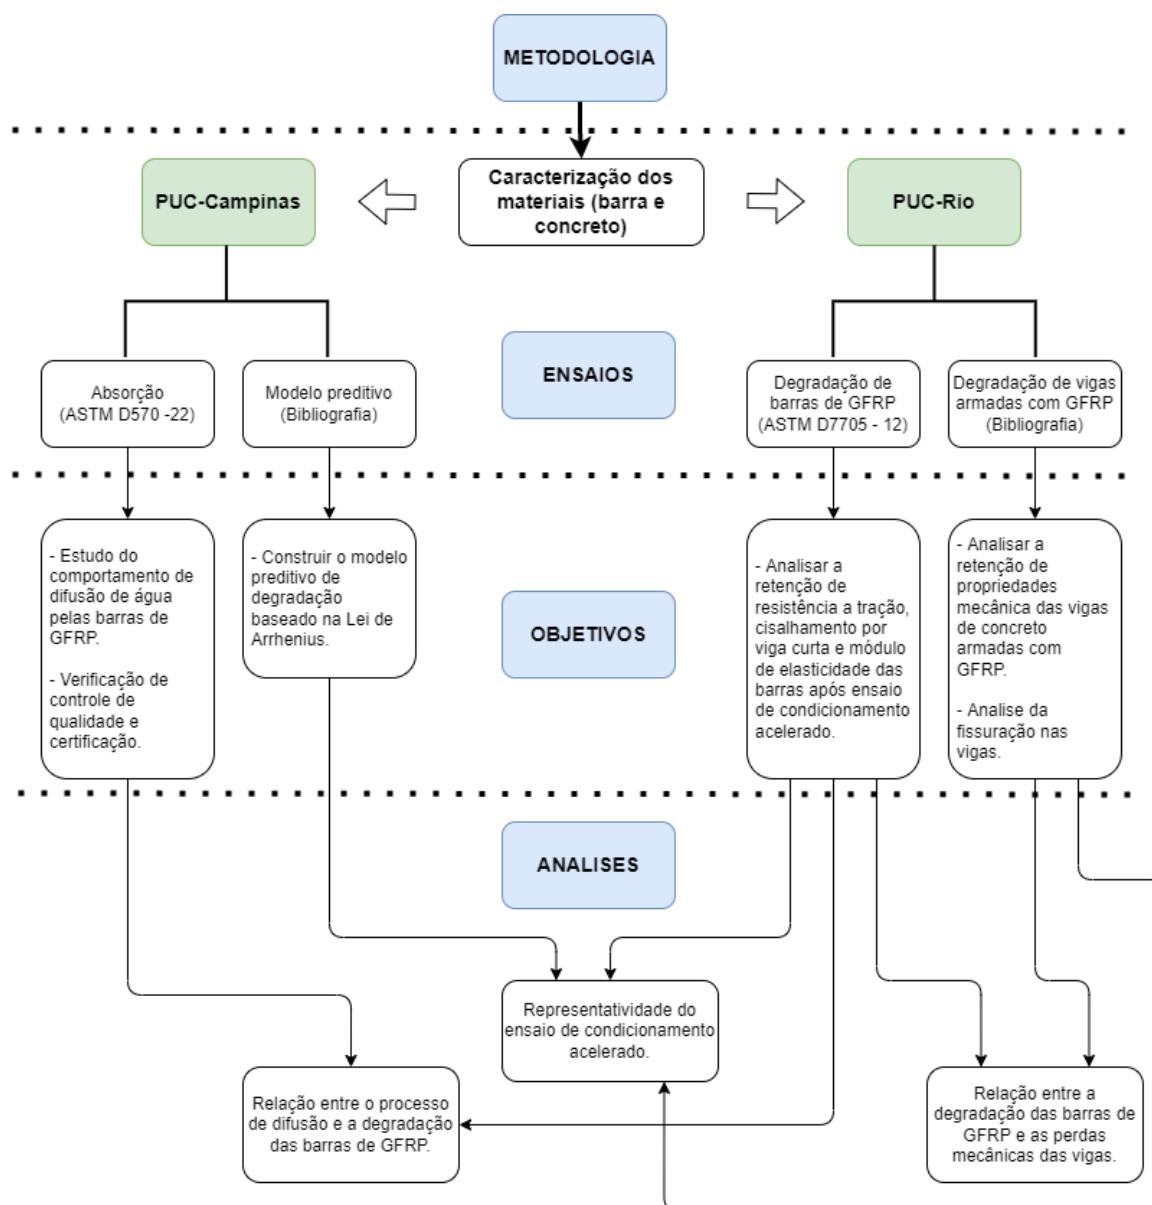 METODOLOGIA
PUC-Campinas
Caracterização dos
materiais (barra e
concreto)
PUC-Rio
ENSAIOS
Absorção
(ASTM D570 -22)
Modelo preditivo
(Bibliografia)
Degradação de
barras de GFRP
(ASTM D7705 - 12)
Degradação de vigas
armadas com GFRP
(Bibliografia)
- Estudo do
comportamento de
difusão de água
pelas barras de
GFRP.
- Verificação de
controle de
qualidade e
certificação.
- Construir o modelo
preditivo de
degradação
baseado na Lei de
Arrhenius.
OBJETIVOS
- Analisar a
retenção de
resistência a tração,
cisalhamento por
viga curta e módulo
de elasticidade das
barras após ensaio
de condicionamento
acelerado.
- Analisar a
retenção de
propriedades
mecânica das vigas
de concreto
armadas com
GFRP.
- Analise da
fissuração nas
vigas.
ANALISES
Representatividade do
ensaio de condicionamento
acelerado.
Relação entre o processo
de difusão e a degradação
das barras de GFRP.
Relação entre a
degradação das barras de
GFRP e as perdas
mecânicas das vigas.